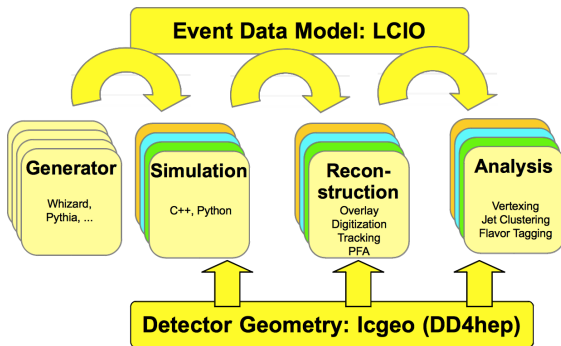 Event Data Model: LCIO
Generator
Whizard,
Pythia, ...
Simulation
C++, Python
Recon-
struction
Overlay
Digitization
Tracking
PFA
Analysis
Vertexing
Jet Clustering
Flavor Tagging
Detector Geometry: lcgeo (DD4hep)